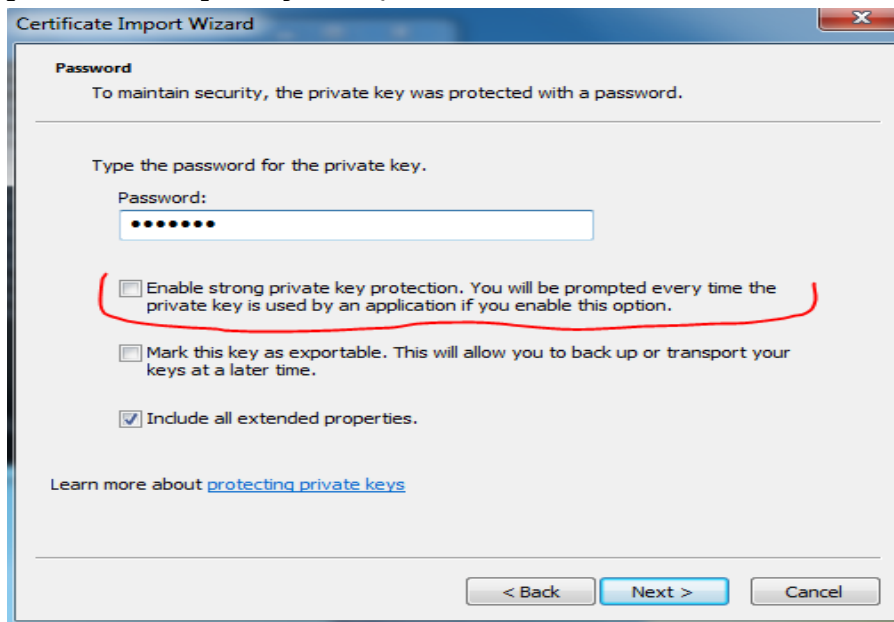 Certificate Import Wizard
Password
To maintain security, the private key was protected with a password.
Type the password for the private key.
Password:
•••••••
Enable strong private key protection. You will be prompted every time the
private key is used by an application if you enable this option.
Mark this key as exportable. This will allow you to back up or transport your
keys at a later time.
Include all extended properties.
Learn more about protecting private keys
< Back Next > Cancel